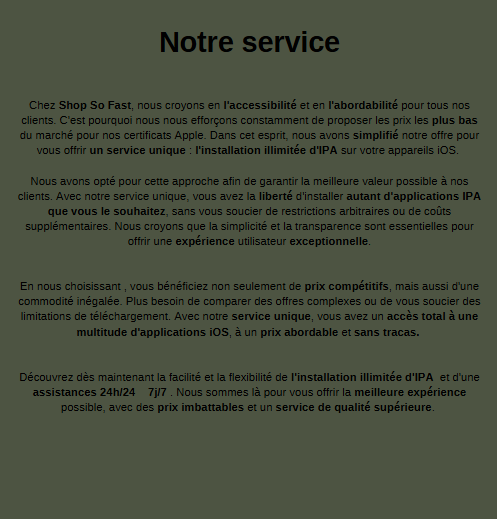 Notre service
Chez Shop So Fast, nous croyons en l'accessibilité et en l'abordabilité pour tous nos
clients. C'est pourquoi nous nous efforçons constamment de proposer les prix les plus bas
du marché pour nos certificats Apple. Dans cet esprit, nous avons simplifié notre offre pour
vous offrir un service unique : l'installation illimitée d'IPA sur votre appareils iOS.
Nous avons opté pour cette approche afin de garantir la meilleure valeur possible à nos
clients. Avec notre service unique, vous avez la liberté d'installer autant d'applications IPA
que vous le souhaitez, sans vous soucier de restrictions arbitraires ou de coûts
supplémentaires. Nous croyons que la simplicité et la transparence sont essentielles pour
offrir une expérience utilisateur exceptionnelle.
En nous choisissant , vous bénéficiez non seulement de prix compétitifs, mais aussi d'une
commodité inégalée. Plus besoin de comparer des offres complexes ou de vous soucier des
limitations de téléchargement. Avec notre service unique, vous avez un accès total à une
multitude d'applications iOS, à un prix abordable et sans tracas.
Découvrez dès maintenant la facilité et la flexibilité de l'installation illimitée d'IPA  et d'une
assistances 24h/24    7j/7 . Nous sommes là pour vous offrir la meilleure expérience
possible, avec des prix imbattables et un service de qualité supérieure.